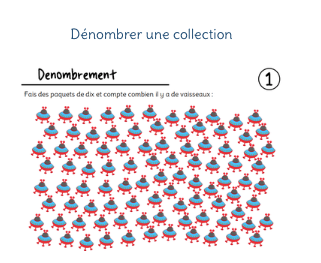 Dénombrer une collection
Denombrement
1
Fais des paquets de dix et compte combien il y a de vaisseaux :